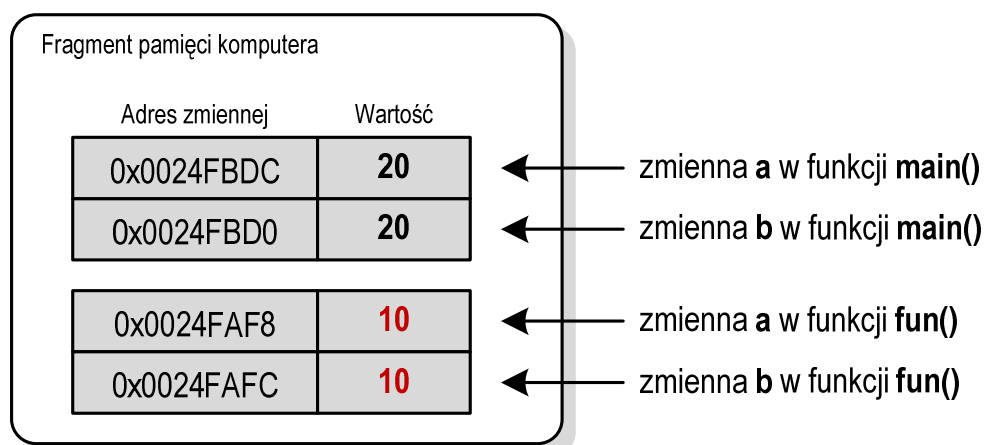 Fragment pamięci komputera
Adres zmiennej Wartość
0x0024FBDC 20 zmienna a w funkcji main()
0x0024FBD0 20 zmienna b w funkcji main()
0x0024FAF8 10 zmienna a w funkcji fun()
0x0024FAFC 10 zmienna b w funkcji fun()